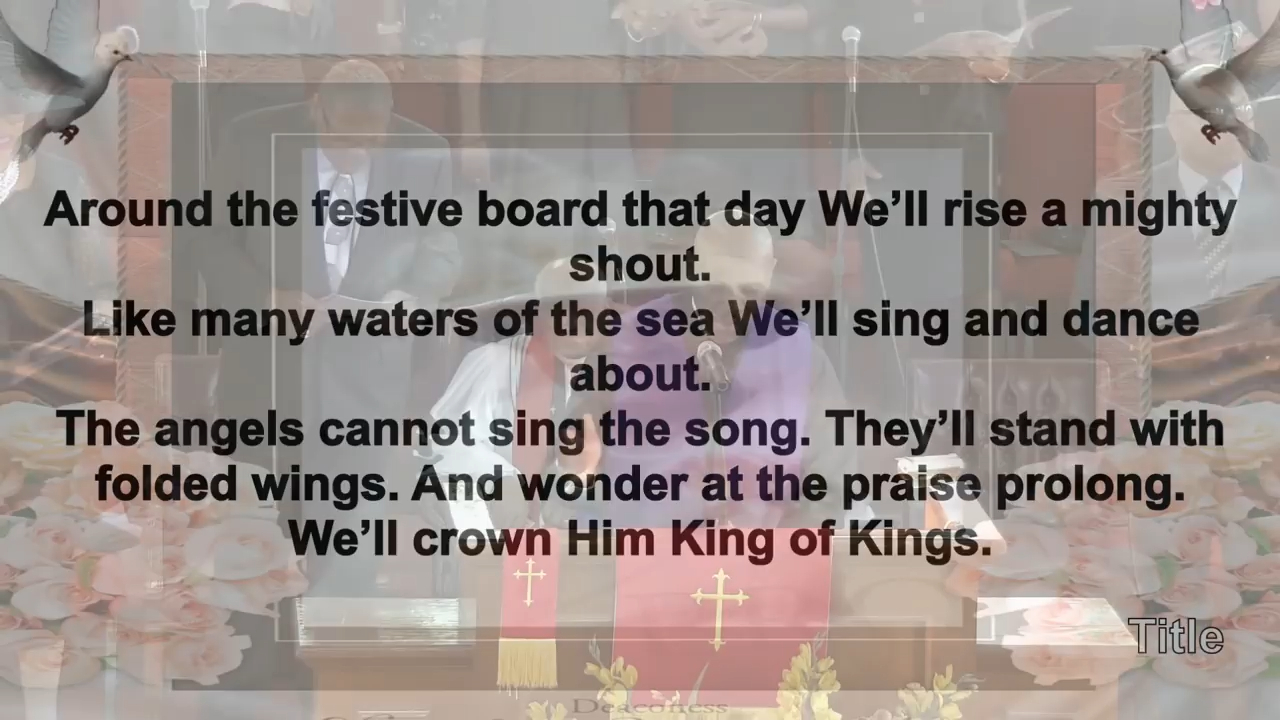 Around the festive board that day We’ll rise a mighty
shout.
Like many waters of the sea We’ll sing and dance
about.
The angels cannot sing the song. They’ll stand with
folded wings. And wonder at the praise prolong.
We’ll crown Him King of Kings.
Title
Deaconess